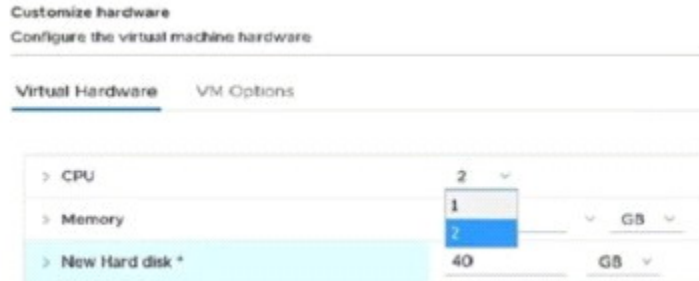 Customize hardware
Configure the virtual machine hardware
Virtual Hardware VM Options
> CPU 2
1
> Memory GB
2
> New Hard disk * 40 GB